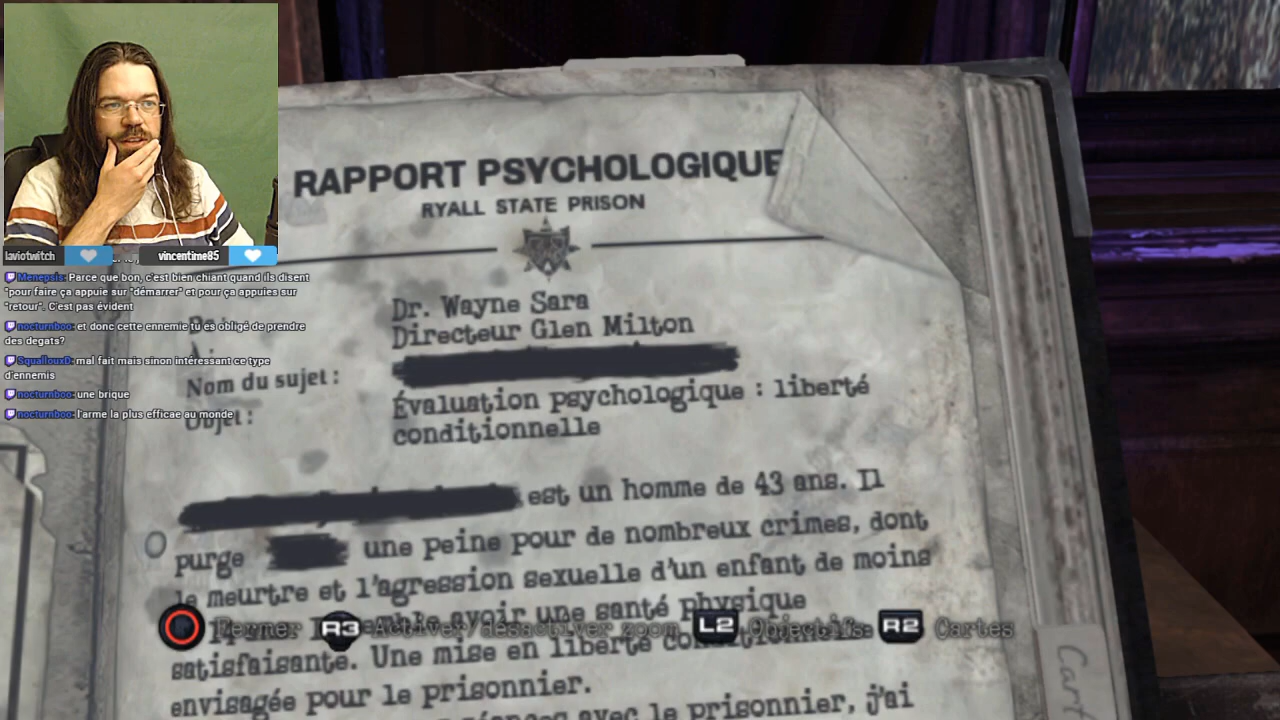 RAPPORT PSYCHOLOGIQUE
RYALL STATE PRISON
Dr. Wayne Sara
Directeur Glen Milton
Nom du sujet :
Objet :
Évaluation psychologique : liberté
conditionnelle
est un homme de 43 ans. Il
purge une peine pour de nombreux crimes, dont
le meurtre et l'agression sexuelle d'un enfant de moins
avoir une santé physique
satisfaisante. Une mise en liberté conditionnelle
envisagée pour le prisonnier.
séances avec le prisonnier, j'ai
Fermer R3 Activer/désactiver zoom L2 Objectifs R2 Cartes
laviotwitch vincentime85
Menepsis: Parce que bon, c'est bien chiant quand ils disent
"pour faire ça appuie sur "démarrer" et pour ça appuies sur
"retour". C'est pas évident
nocturnboo: et donc cette ennemie tu es obligé de prendre
des degats?
SquallouxD: mal fait mais sinon intéressant ce type
d'ennemis
nocturnboo: une brique
nocturnboo: l'arme la plus efficae au monde